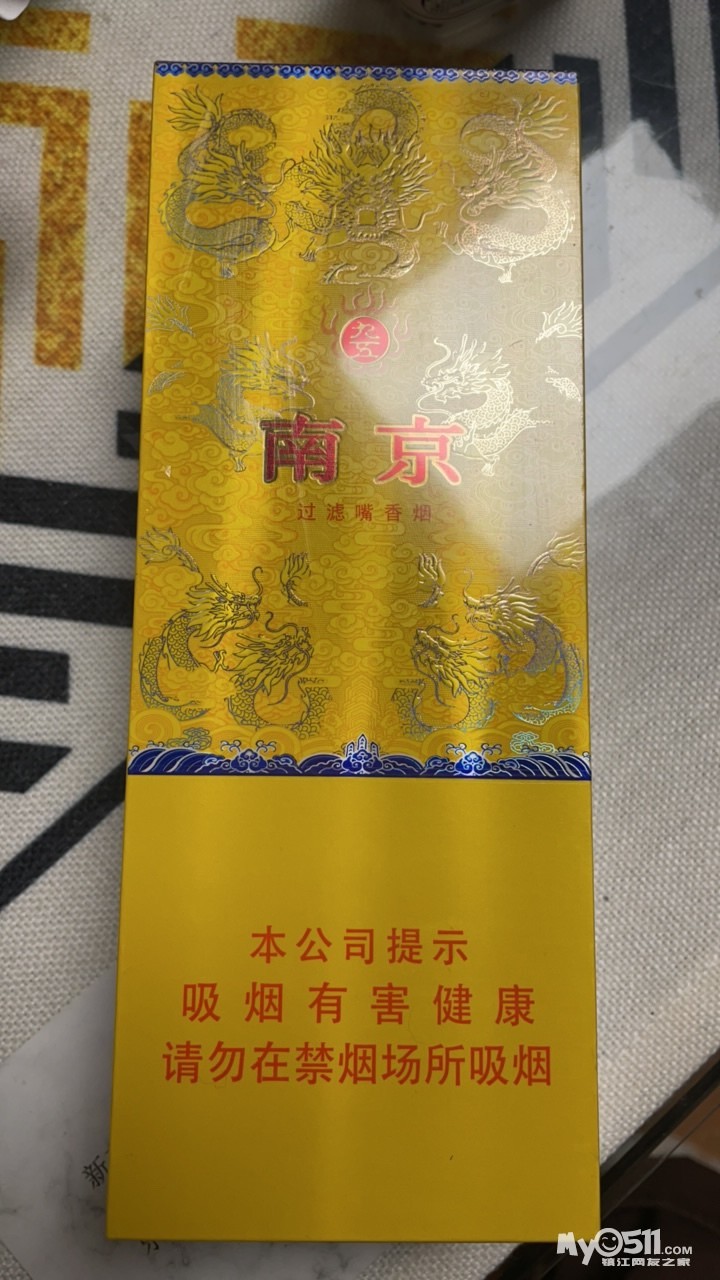 九五
南京
过滤嘴香烟
本公司提示
吸烟有害健康
请勿在禁烟场所吸烟
新
My0511.COM
镇江网友之家